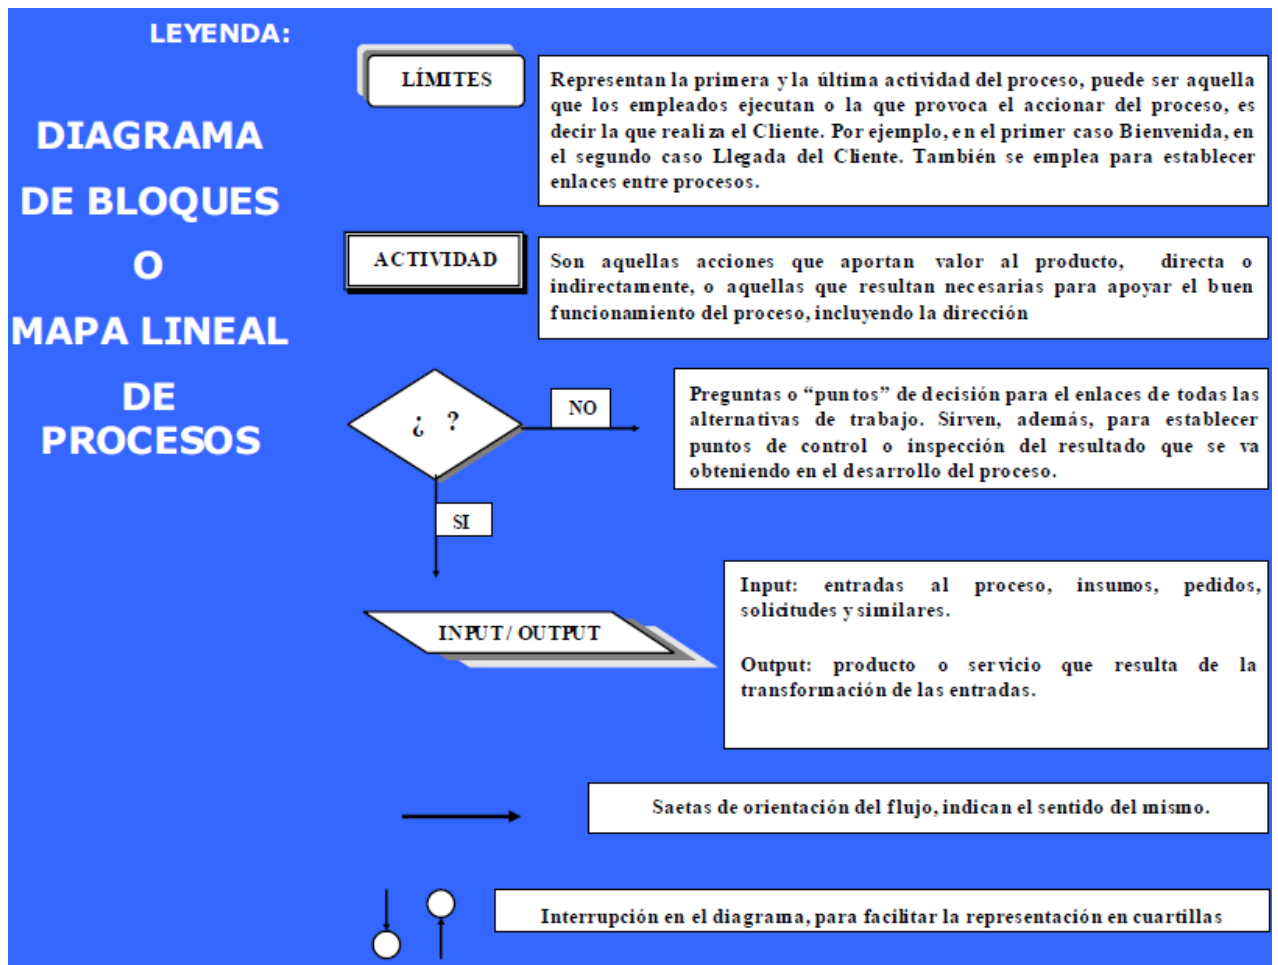 LEYENDA:
DIAGRAMA
DE BLOQUES
O
MAPA LINEAL
DE
PROCESOS
LÍMITES
Representan la primera y la última actividad del proceso, puede ser aquella
que los empleados ejecutan o la que provoca el accionar del proceso, es
decir la que realiza el Cliente. Por ejemplo, en el primer caso Bienvenida, en
el segundo caso Llegada del Cliente. También se emplea para establecer
enlaces entre procesos.
ACTIVIDAD
Son aquellas acciones que aportan valor al producto, directa o
indirectamente, o aquellas que resultan necesarias para apoyar el buen
funcionamiento del proceso, incluyendo la dirección
¿ ?
NO
SI
Preguntas o “puntos” de decisión para el enlaces de todas las
alternativas de trabajo. Sirven, además, para establecer
puntos de control o inspección del resultado que se va
obteniendo en el desarrollo del proceso.
INPUT / OUTPUT
Input: entradas al proceso, insumos, pedidos,
solicitudes y similares.
Output: producto o servicio que resulta de la
transformación de las entradas.
Saetas de orientación del flujo, indican el sentido del mismo.
Interrupción en el diagrama, para facilitar la representación en cuartillas